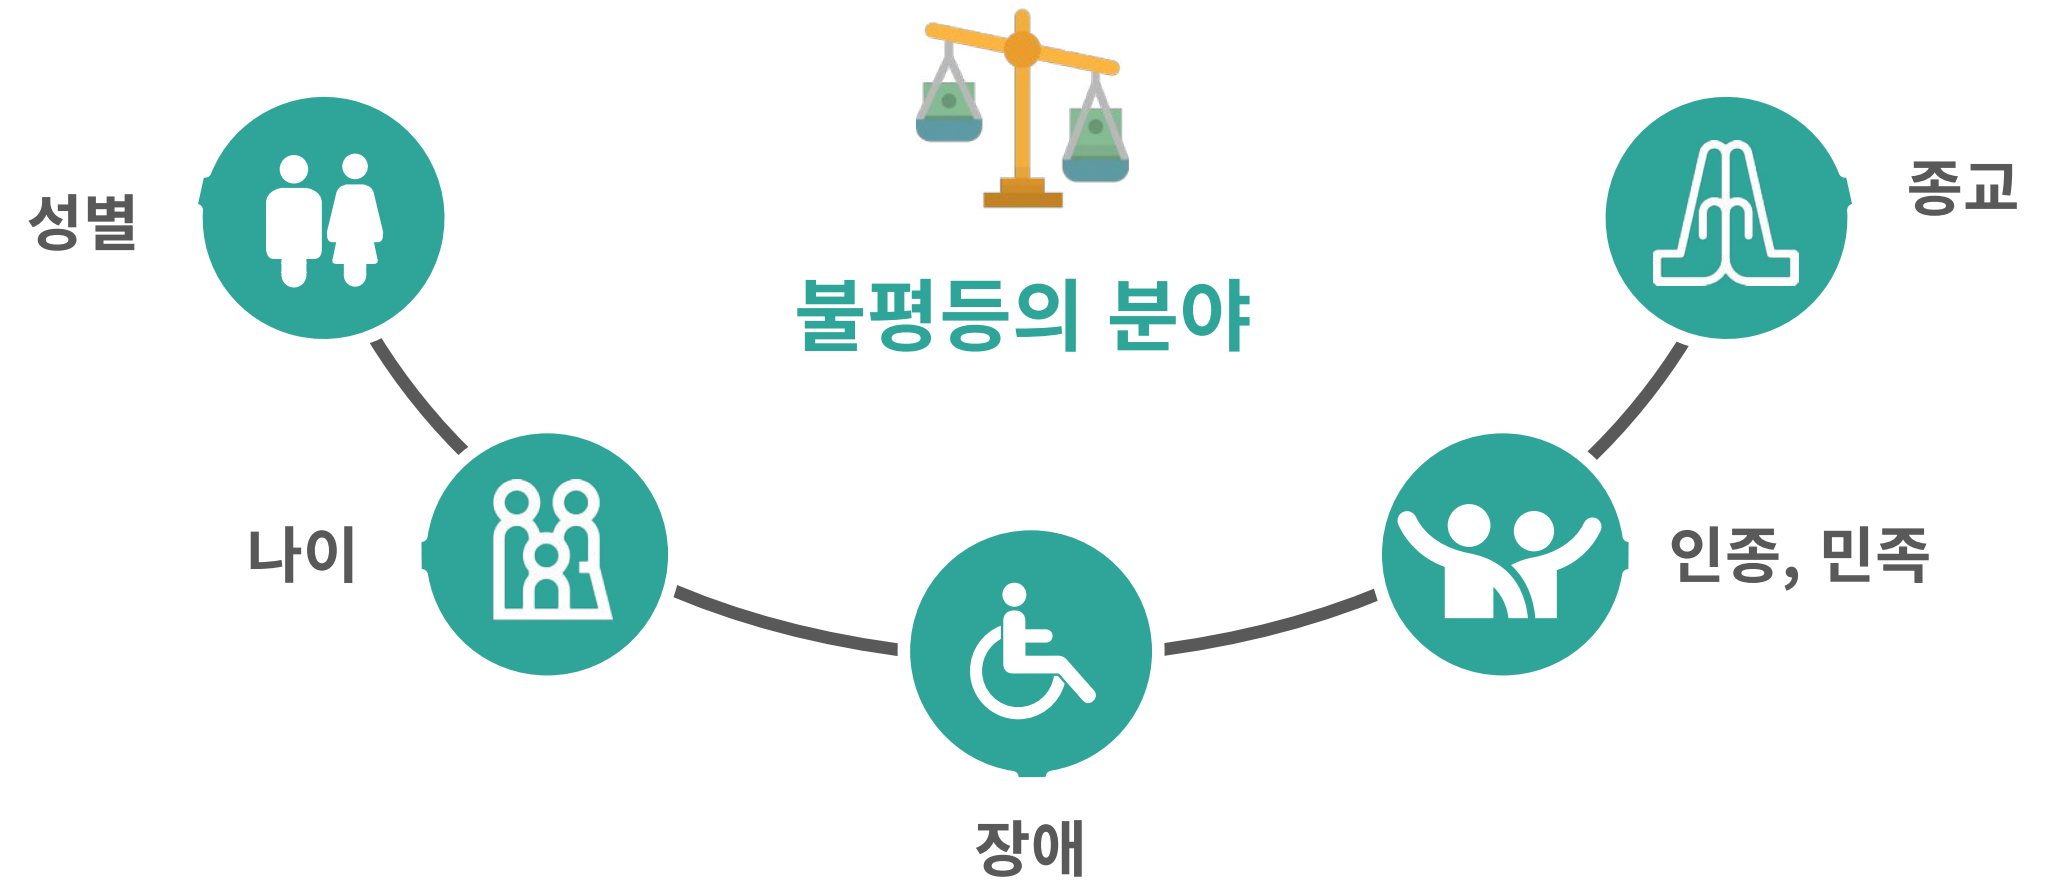 불평등의 분야
성별
나이
장애
인종, 민족
종교